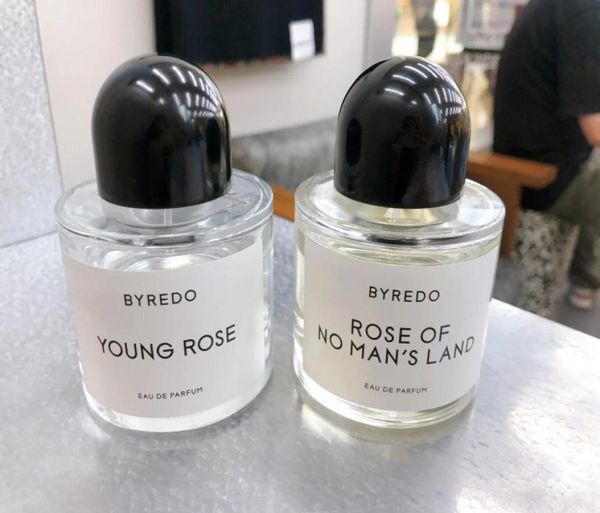 BYREDO
YOUNG ROSE
EAU DE PARFUM
BYREDO
ROSE OF
NO MAN'S LAND
EAU DE PARFUM